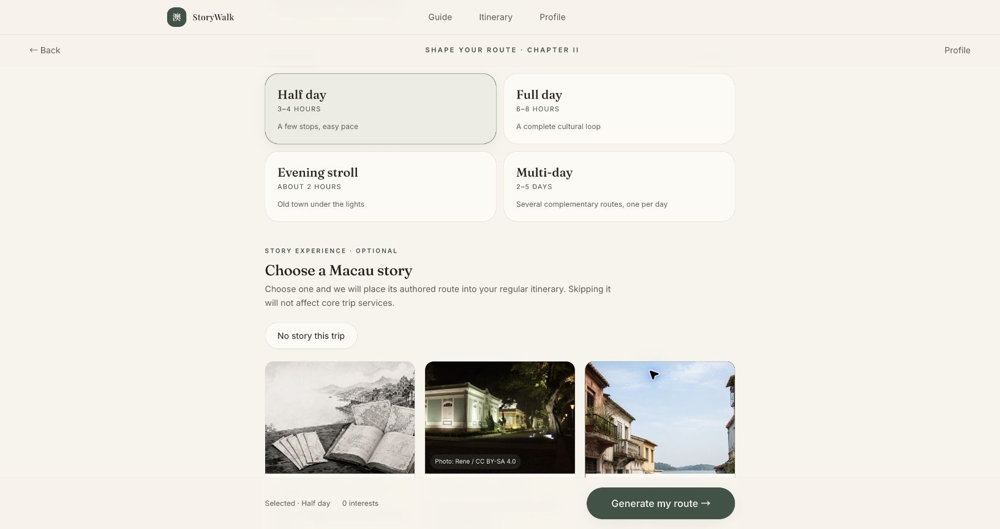 澳 StoryWalk
Guide Itinerary Profile
← Back
SHAPE YOUR ROUTE · CHAPTER II
Profile
Half day
3–4 HOURS
A few stops, easy pace
Full day
6–8 HOURS
A complete cultural loop
Evening stroll
ABOUT 2 HOURS
Old town under the lights
Multi-day
2–5 DAYS
Several complementary routes, one per day
STORY EXPERIENCE · OPTIONAL
Choose a Macau story
Choose one and we will place its authored route into your regular itinerary. Skipping it
will not affect core trip services.
No story this trip
Photo: Rene / CC BY-SA 4.0
Selected · Half day · 0 interests
Generate my route →